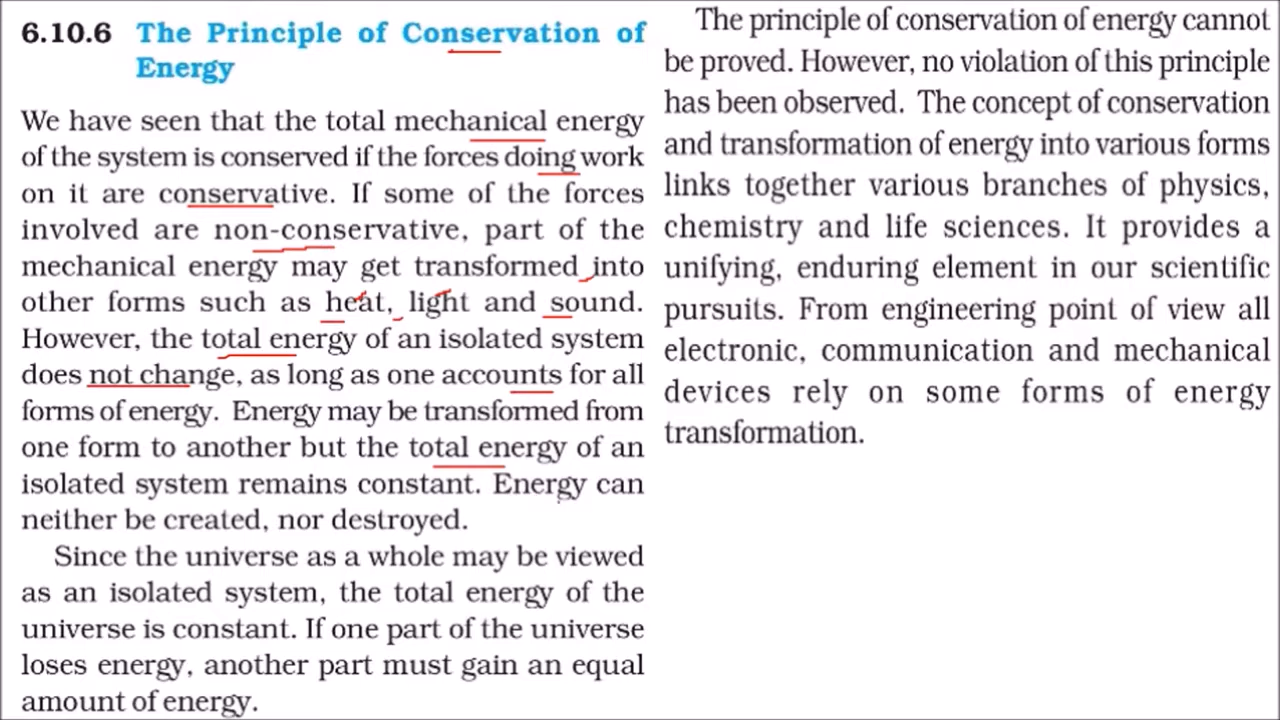 6.10.6 The Principle of Conservation of
Energy
We have seen that the total mechanical energy
of the system is conserved if the forces doing work
on it are conservative. If some of the forces
involved are non-conservative, part of the
mechanical energy may get transformed into
other forms such as heat, light and sound.
However, the total energy of an isolated system
does not change, as long as one accounts for all
forms of energy. Energy may be transformed from
one form to another but the total energy of an
isolated system remains constant. Energy can
neither be created, nor destroyed.
Since the universe as a whole may be viewed
as an isolated system, the total energy of the
universe is constant. If one part of the universe
loses energy, another part must gain an equal
amount of energy.
The principle of conservation of energy cannot
be proved. However, no violation of this principle
has been observed. The concept of conservation
and transformation of energy into various forms
links together various branches of physics,
chemistry and life sciences. It provides a
unifying, enduring element in our scientific
pursuits. From engineering point of view all
electronic, communication and mechanical
devices rely on some forms of energy
transformation.